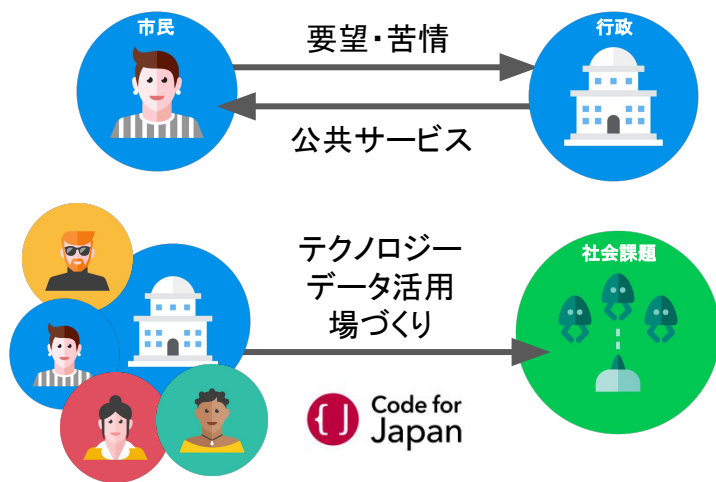 市民
要望・苦情
行政
公共サービス
テクノロジー
データ活用
場づくり
社会課題
Code for
Japan